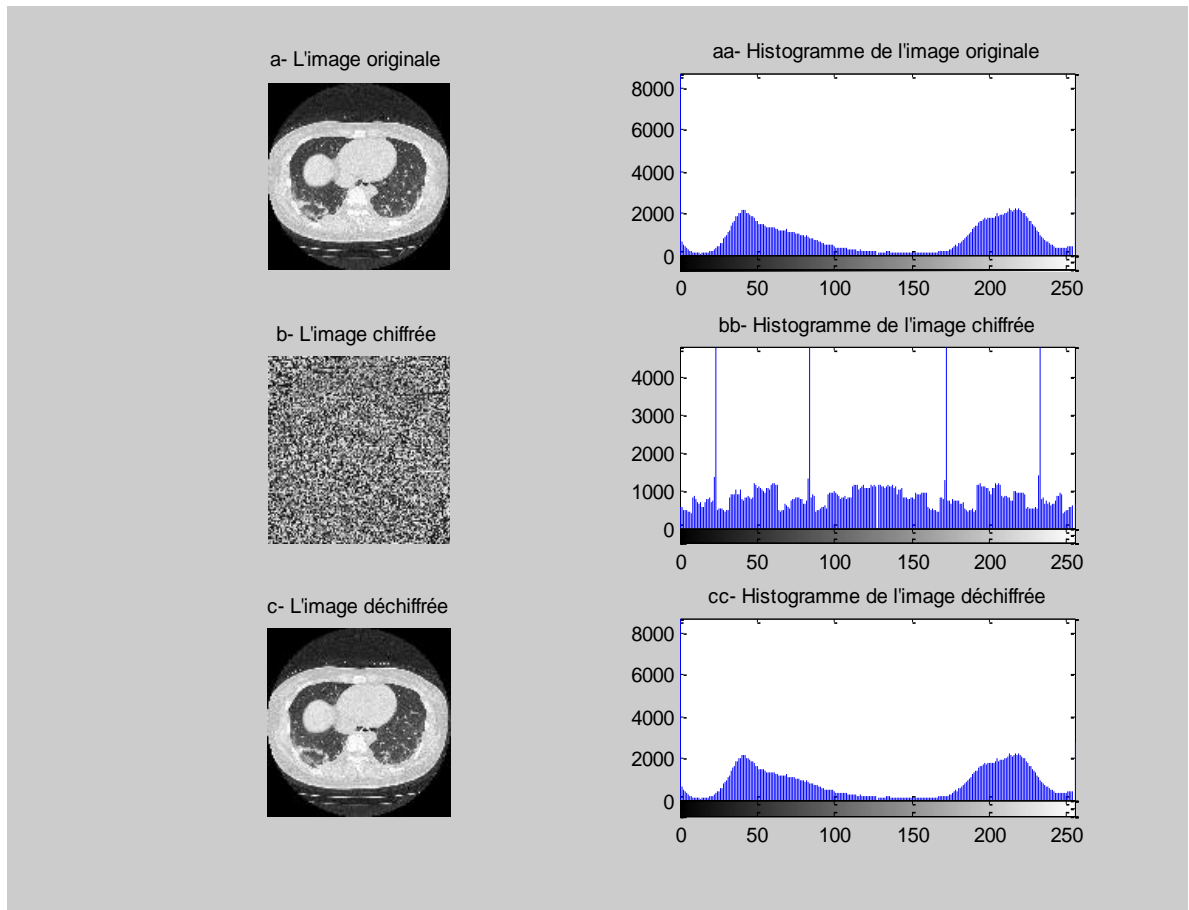 a- L'image originale
aa- Histogramme de l'image originale
8000
6000
4000
2000
0
0 50 100 150 200 250
b- L'image chiffrée
bb- Histogramme de l'image chiffrée
4000
3000
2000
1000
0
0 50 100 150 200 250
c- L'image déchiffrée
cc- Histogramme de l'image déchiffrée
8000
6000
4000
2000
0
0 50 100 150 200 250